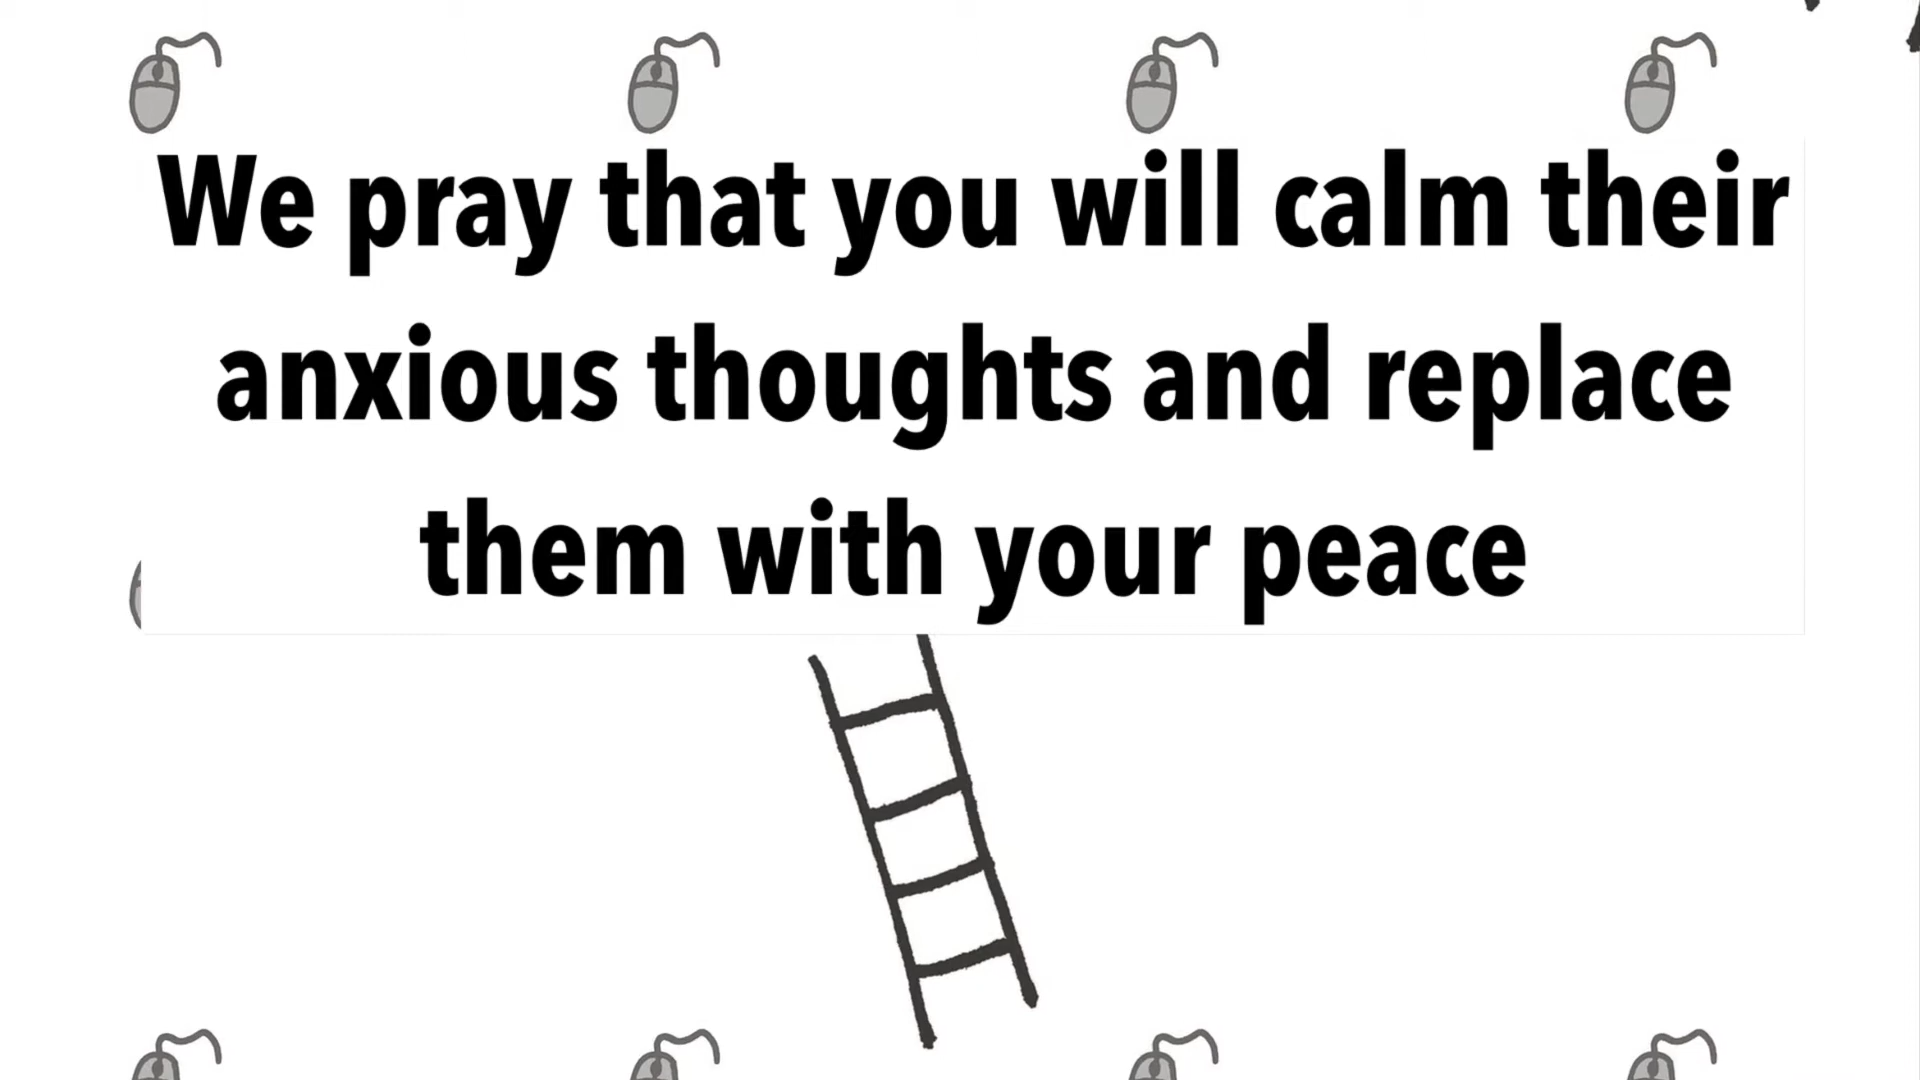 We pray that you will calm their
anxious thoughts and replace
them with your peace